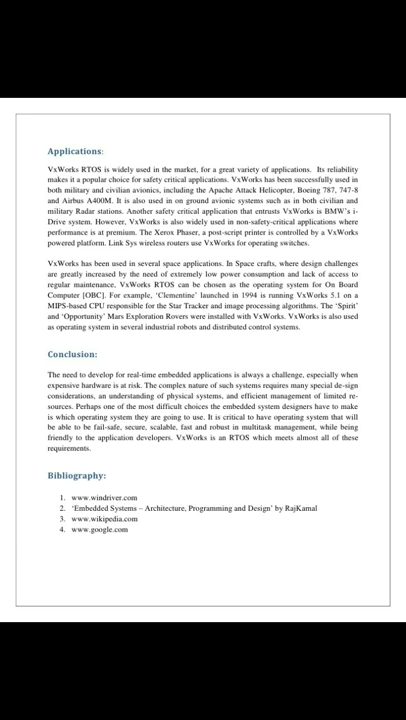 Applications:
VxWorks RTOS is widely used in the market, for a great variety of applications. Its reliability
makes it a popular choice for safety critical applications. VxWorks has been successfully used in
both military and civilian avionics, including the Apache Attack Helicopter, Boeing 787, 747-8
and Airbus A400M. It is also used in on ground avionic systems such as in both civilian and
military Radar stations. Another safety critical application that entrusts VxWorks is BMW's i-
Drive system. However, VxWorks is also widely used in non-safety-critical applications where
performance is at premium. The Xerox Phaser, a post-script printer is controlled by a VxWorks
powered platform. Link Sys wireless routers use VxWorks for operating switches.
VxWorks has been used in several space applications. In Space crafts, where design challenges
are greatly increased by the need of extremely low power consumption and lack of access to
regular maintenance, VxWorks RTOS can be chosen as the operating system for On Board
Computer [OBC]. For example, 'Clementine' launched in 1994 is running VxWorks 5.1 on a
MIPS-based CPU responsible for the Star Tracker and image processing algorithms. The 'Spirit'
and 'Opportunity' Mars Exploration Rovers were installed with VxWorks. VxWorks is also used
as operating system in several industrial robots and distributed control systems.
Conclusion:
The need to develop for real-time embedded applications is always a challenge, especially when
expensive hardware is at risk. The complex nature of such systems requires many special de-sign
considerations, an understanding of physical systems, and efficient management of limited re-
sources. Perhaps one of the most difficult choices the embedded system designers have to make
is which operating system they are going to use. It is critical to have operating system that will
be able to be fail-safe, secure, scalable, fast and robust in multitask management, while being
friendly to the application developers. VxWorks is an RTOS which meets almost all of these
requirements.
Bibliography:
1. www.windriver.com
2. 'Embedded Systems – Architecture, Programming and Design' by RajKamal
3. www.wikipedia.com
4. www.google.com